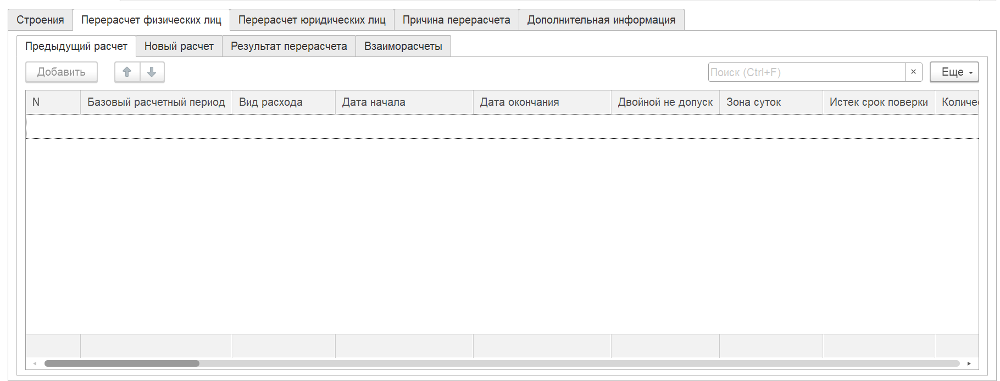 Строения Перерасчет физических лиц Перерасчет юридических лиц Причина перерасчета Дополнительная информация
Предыдущий расчет Новый расчет Результат перерасчета Взаиморасчеты
Добавить Поиск (Ctrl+F) × Еще
N Базовый расчетный период Вид расхода Дата начала Дата окончания Двойной не допуск Зона суток Истек срок поверки Количес